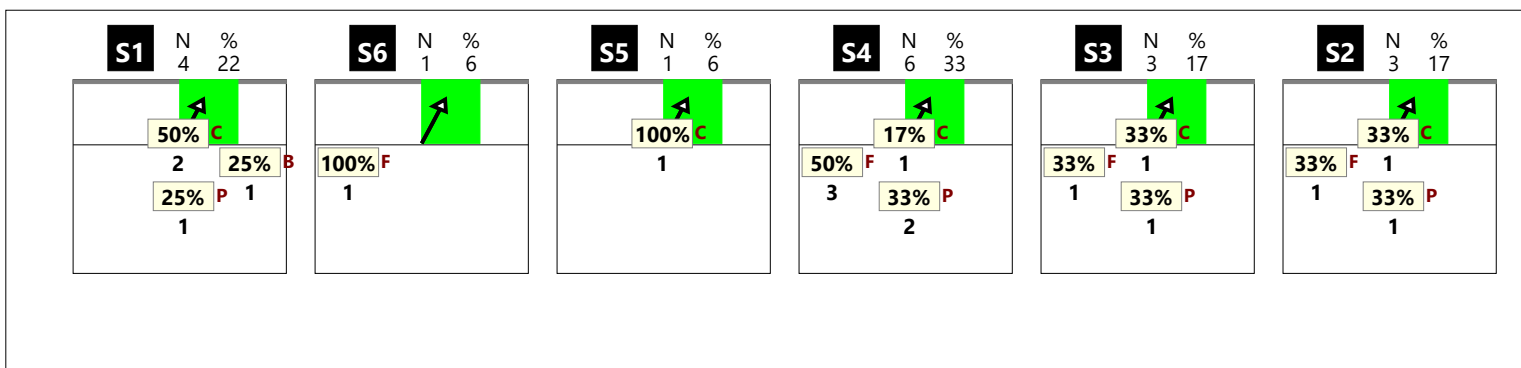 S1 N % 4 22
50% C
2
25% B
1
25% P
1
S6 N % 1 6
100% F
1
S5 N % 1 6
100% C
1
S4 N % 6 33
17% C
1
50% F
3
33% P
2
S3 N % 3 17
33% C
1
33% F
1
33% P
1
S2 N % 3 17
33% C
1
33% F
1
33% P
1